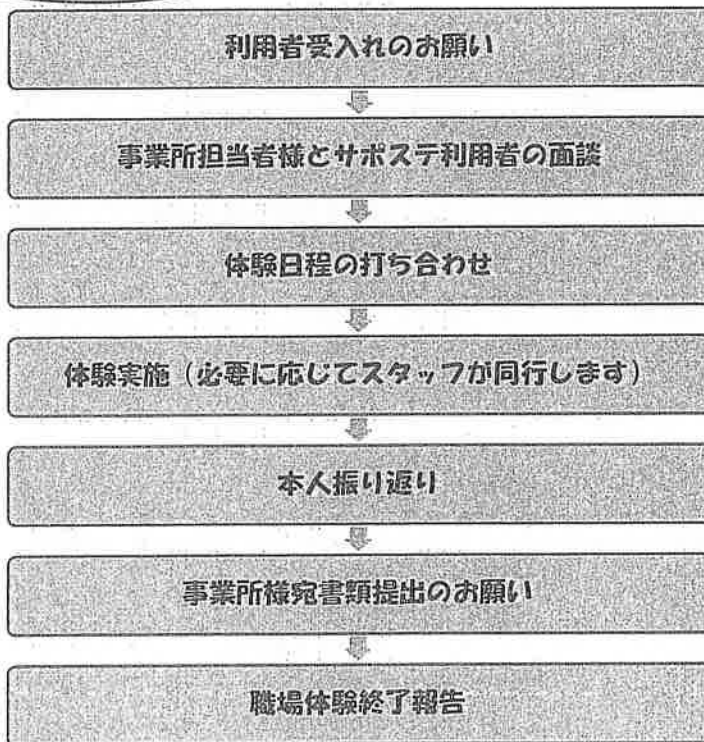 利用者受入れのお願い
事業所担当者様とサポステ利用者の面談
体験日程の打ち合わせ
体験実施（必要に応じてスタッフが同行します）
本人振り返り
事業所様宛書類提出のお願い
職場体験終了報告